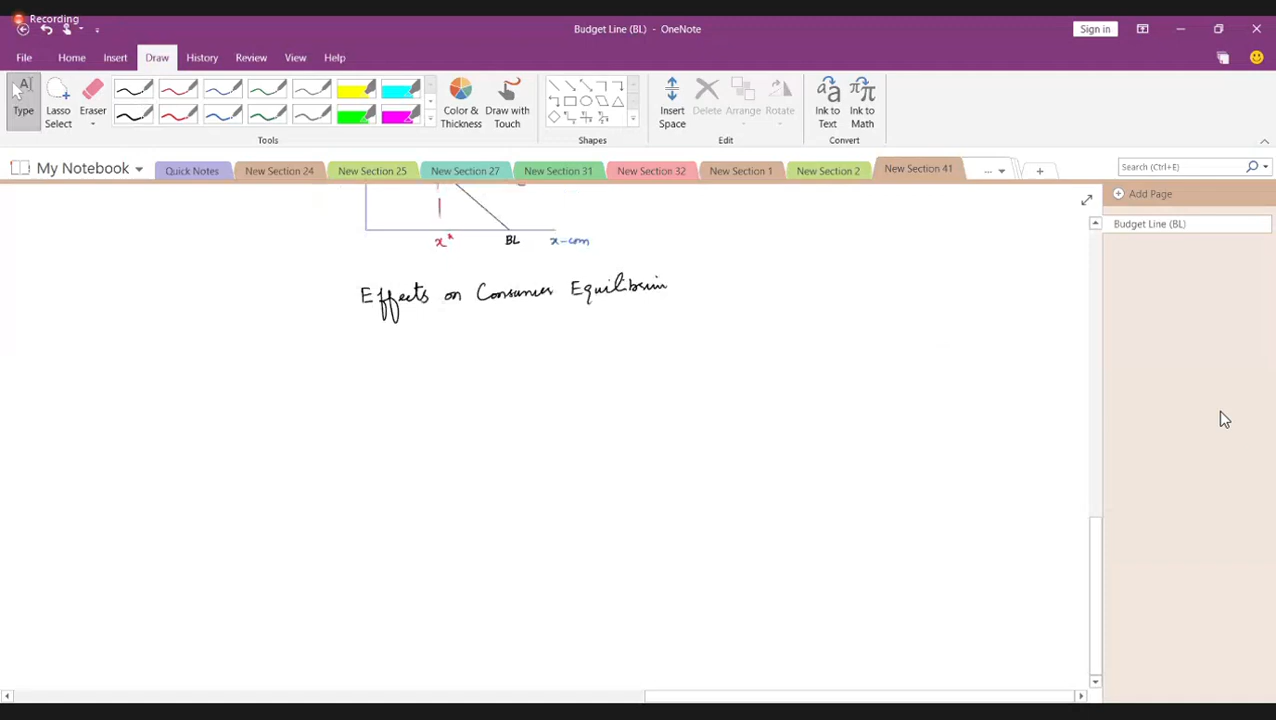 Recording
Budget Line (BL) - OneNote
Sign in
File Home Insert Draw History Review View Help
Type
Lasso Select
Eraser
Color & Thickness
Draw with Touch
Insert Space
Delete
Arrange
Rotate
Ink to Text
Ink to Math
Tools Shapes Edit Convert
My Notebook Quick Notes New Section 24 New Section 25 New Section 27 New Section 31 New Section 32 New Section 1 New Section 2 New Section 41 ... Search (Ctrl+E)
Add Page
Budget Line (BL)
x* BL x-com
Effects on Consumer Equilibrium